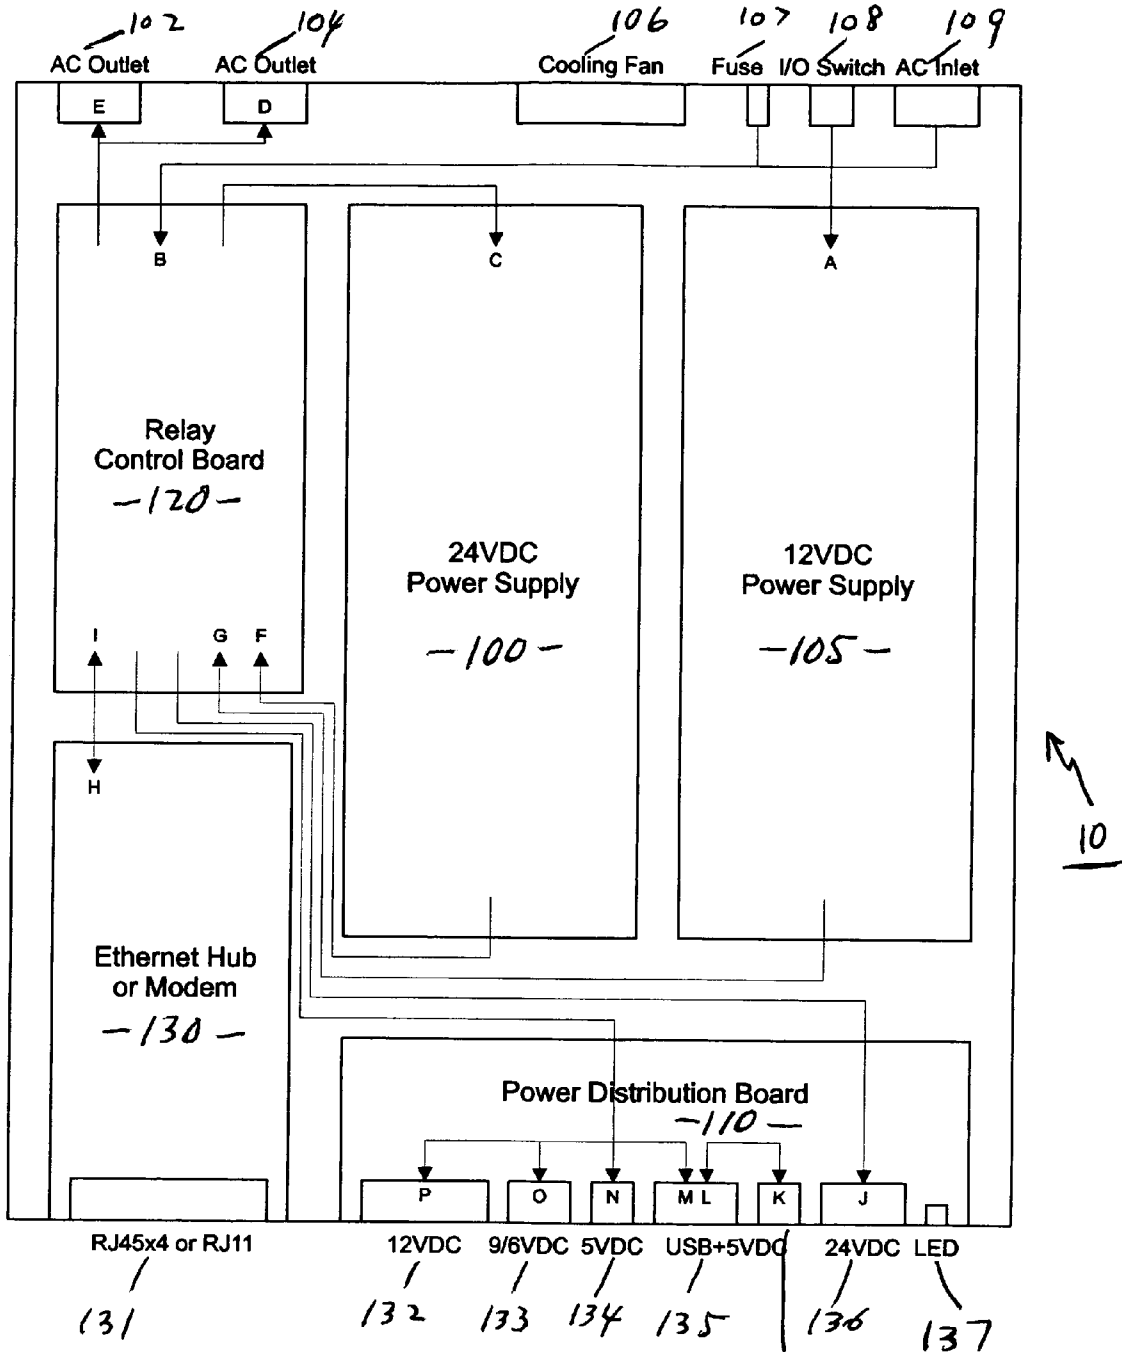 102 104 106 107 108 109
AC Outlet AC Outlet Cooling Fan Fuse I/O Switch AC Inlet
E D
B C A
Relay
Control Board
-120-
24VDC
Power Supply
-100-
12VDC
Power Supply
-105-
I G F
H
10
Ethernet Hub
or Modem
-130-
Power Distribution Board
-110-
P O N M L K J
RJ45x4 or RJ11 12VDC 9/6VDC 5VDC USB+5VDC 24VDC LED
131 132 133 134 135 136 137